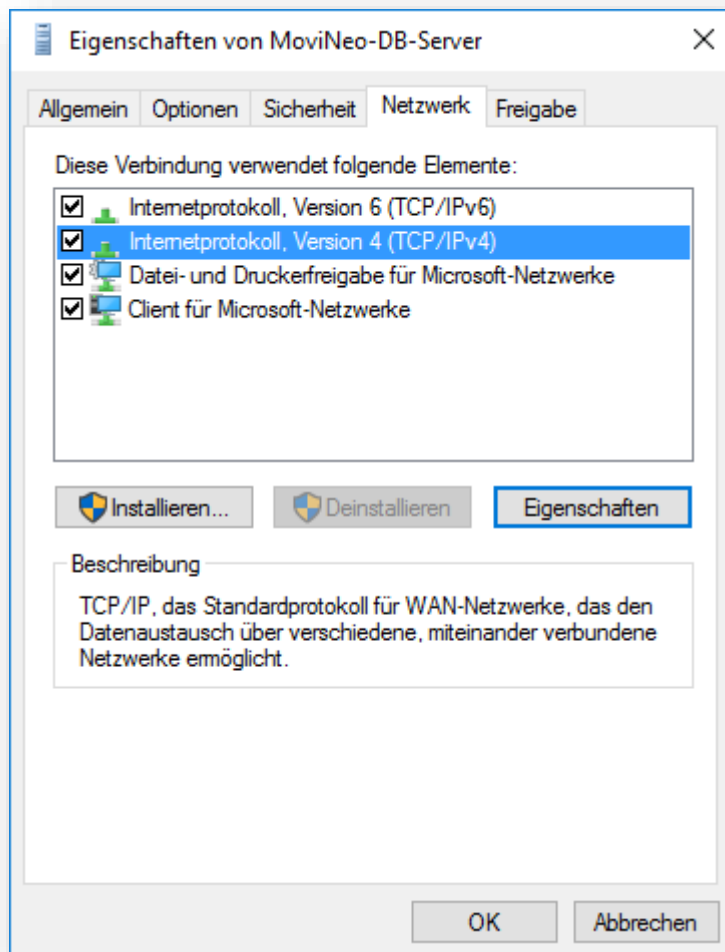 Eigenschaften von MoviNeo-DB-Server
Allgemein Optionen Sicherheit Netzwerk Freigabe
Diese Verbindung verwendet folgende Elemente:
Internetprotokoll, Version 6 (TCP/IPv6)
Internetprotokoll, Version 4 (TCP/IPv4)
Datei- und Druckerfreigabe für Microsoft-Netzwerke
Client für Microsoft-Netzwerke
Installieren... Deinstallieren Eigenschaften
Beschreibung
TCP/IP, das Standardprotokoll für WAN-Netzwerke, das den
Datenaustausch über verschiedene, miteinander verbundene
Netzwerke ermöglicht.
OK Abbrechen